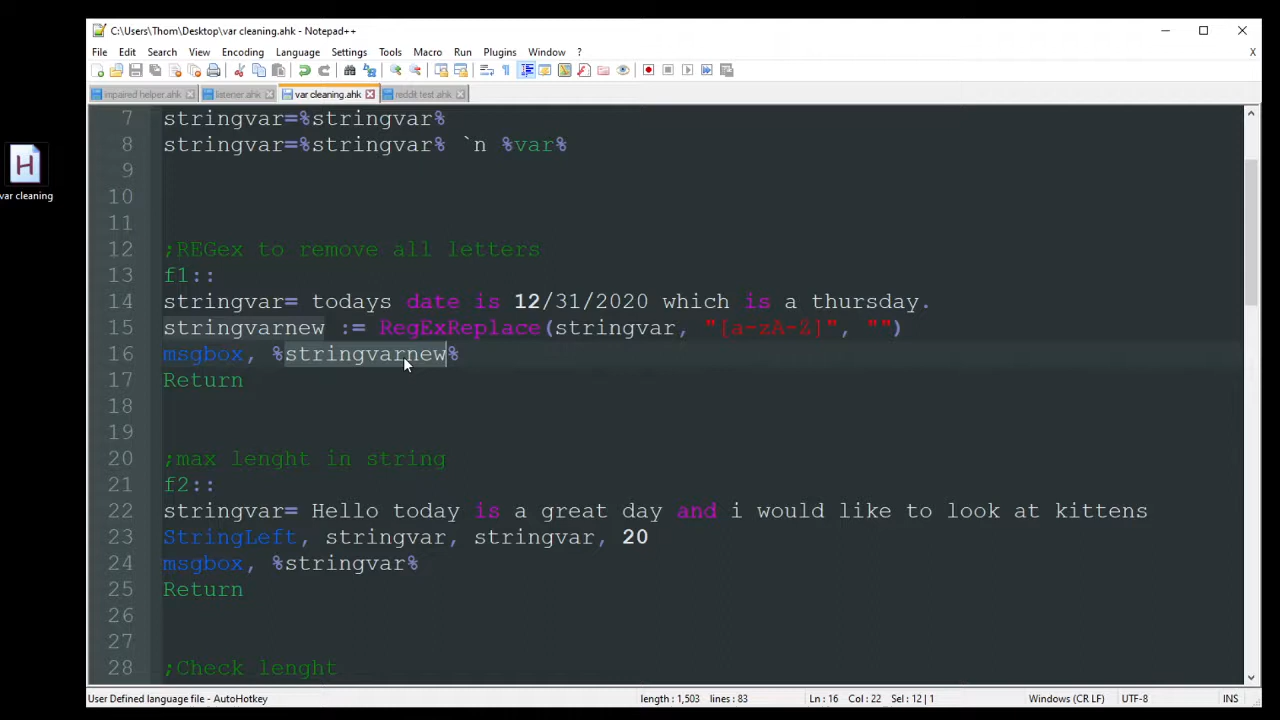 C:\Users\Thom\Desktop\var cleaning.ahk - Notepad++
File Edit Search View Encoding Language Settings Tools Macro Run Plugins Window ? X
impaired helper.ahk listener.ahk var cleaning.ahk reddit test.ahk
7 stringvar=%stringvar%
8 stringvar=%stringvar% `n %var%
9
10
11
12 ;REGex to remove all letters
13 f1::
14 stringvar= todays date is 12/31/2020 which is a thursday.
15 stringvarnew := RegExReplace(stringvar, "[a-zA-Z]", "")
16 msgbox, %stringvarnew%
17 Return
18
19
20 ;max lenght in string
21 f2::
22 stringvar= Hello today is a great day and i would like to look at kittens
23 StringLeft, stringvar, stringvar, 20
24 msgbox, %stringvar%
25 Return
26
27
28 ;Check lenght
H
var cleaning
User Defined language file - AutoHotkey length : 1,503 lines : 83 Ln : 16 Col : 22 Sel : 12 | 1 Windows (CR LF) UTF-8 INS